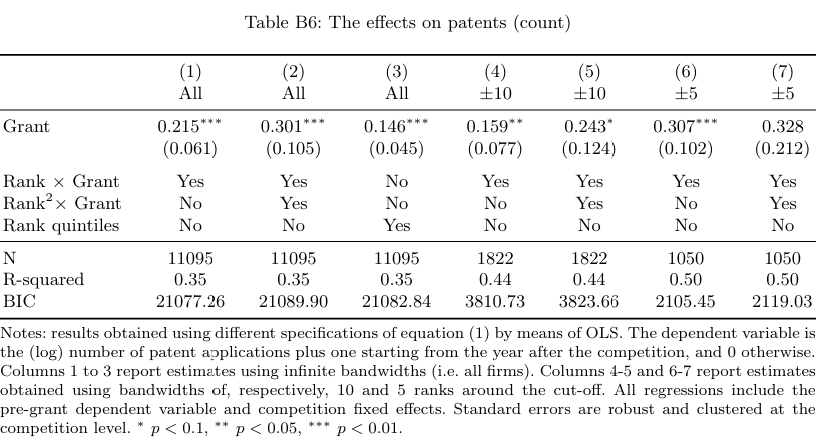 Table B6: The effects on patents (count)
(1) (2) (3) (4) (5) (6) (7)
All All All ±10 ±10 ±5 ±5
Grant 0.215*** 0.301*** 0.146*** 0.159** 0.243* 0.307*** 0.328
(0.061) (0.105) (0.045) (0.077) (0.124) (0.102) (0.212)
Rank × Grant Yes Yes No Yes Yes Yes Yes
Rank²× Grant No Yes No No Yes No Yes
Rank quintiles No No Yes No No No No
N 11095 11095 11095 1822 1822 1050 1050
R-squared 0.35 0.35 0.35 0.44 0.44 0.50 0.50
BIC 21077.26 21089.90 21082.84 3810.73 3823.66 2105.45 2119.03
Notes: results obtained using different specifications of equation (1) by means of OLS. The dependent variable is
the (log) number of patent applications plus one starting from the year after the competition, and 0 otherwise.
Columns 1 to 3 report estimates using infinite bandwidths (i.e. all firms). Columns 4-5 and 6-7 report estimates
obtained using bandwidths of, respectively, 10 and 5 ranks around the cut-off. All regressions include the
pre-grant dependent variable and competition fixed effects. Standard errors are robust and clustered at the
competition level. * p < 0.1, ** p < 0.05, *** p < 0.01.